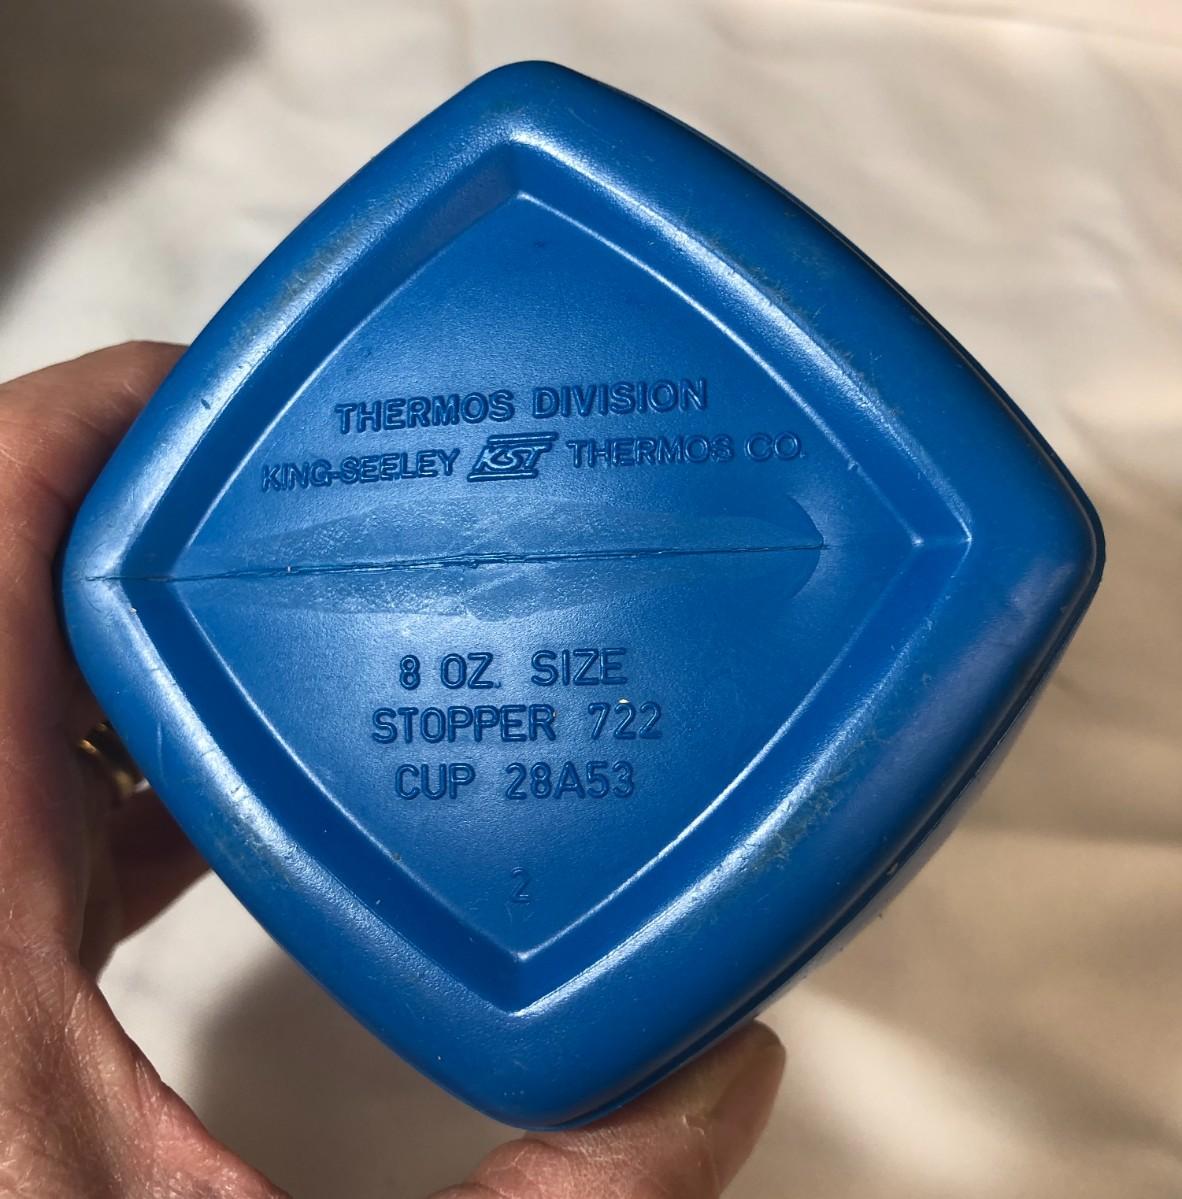 THERMOS DIVISION
KING-SEELEY KST THERMOS CO.
8 OZ. SIZE
STOPPER 722
CUP 28A53
2